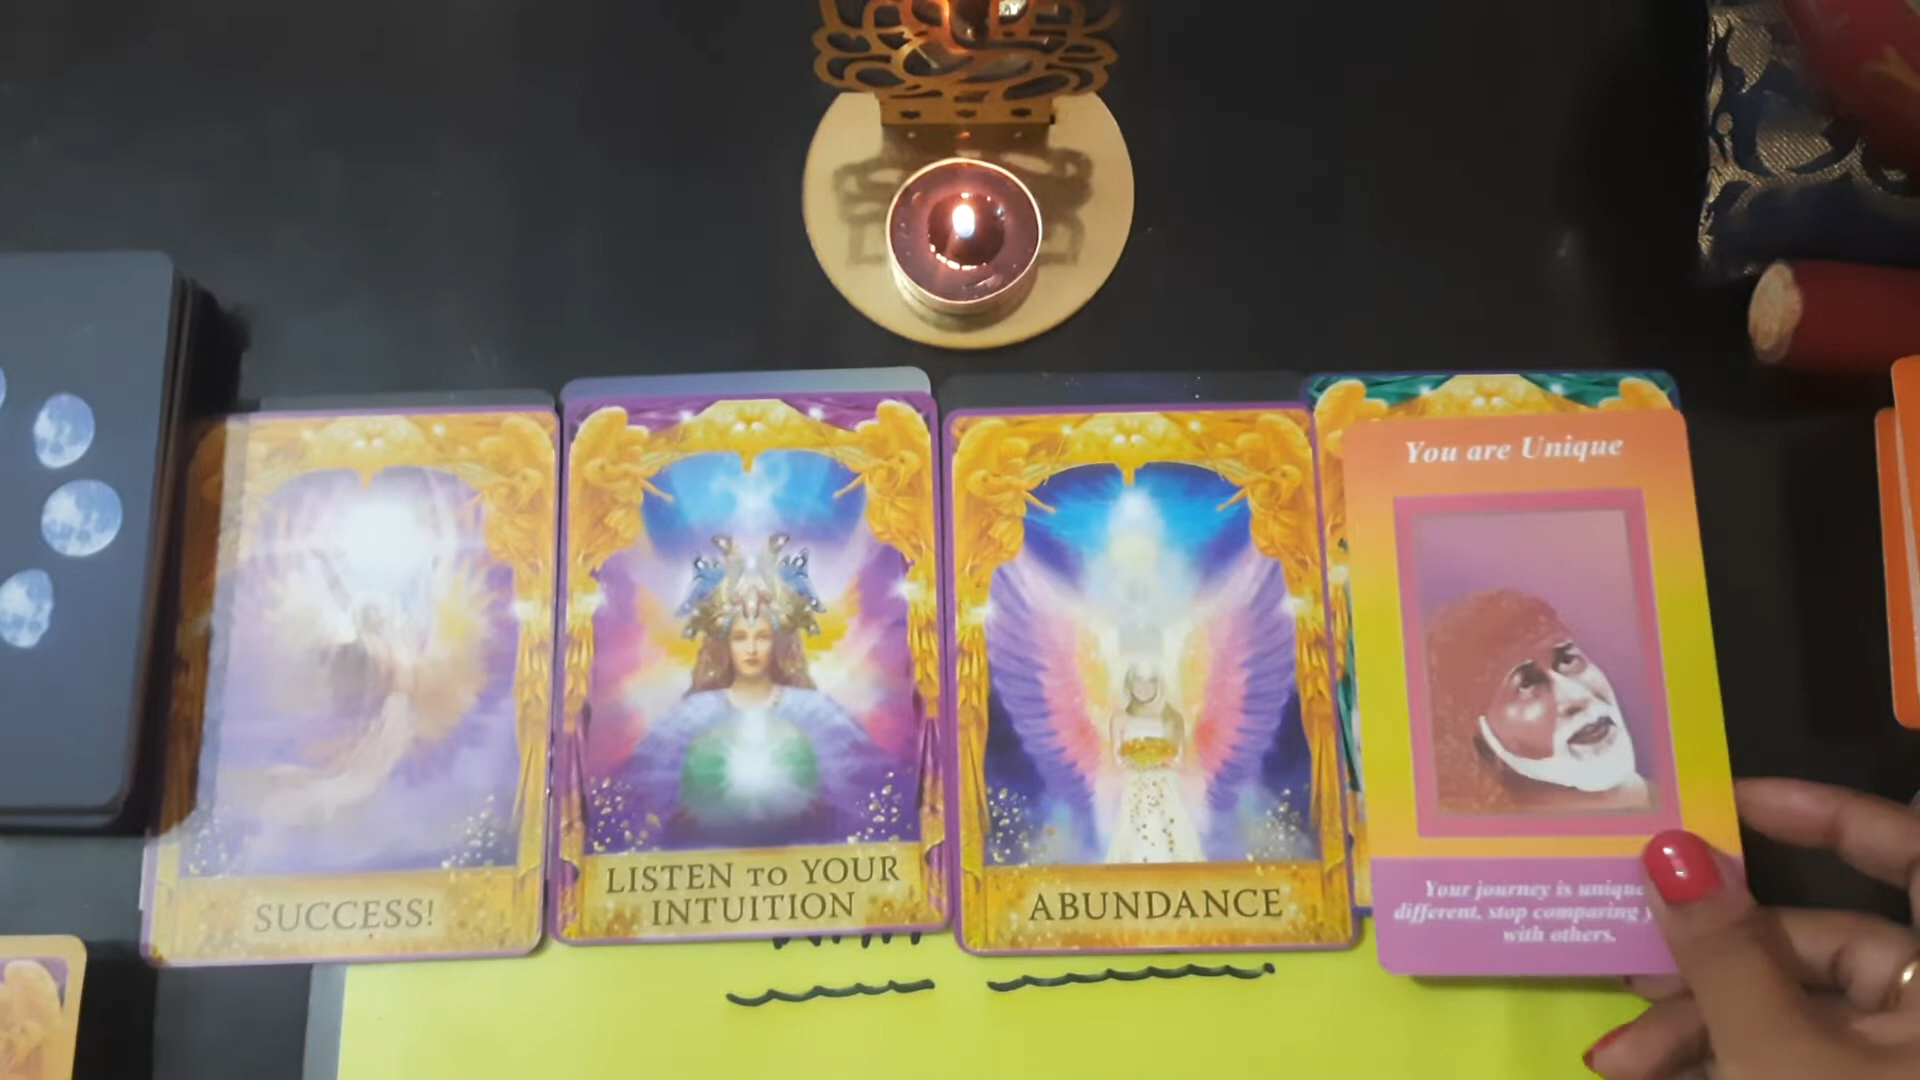 SUCCESS!
LISTEN TO YOUR
INTUITION
ABUNDANCE
You are Unique
Your journey is unique
different, stop comparing
with others.